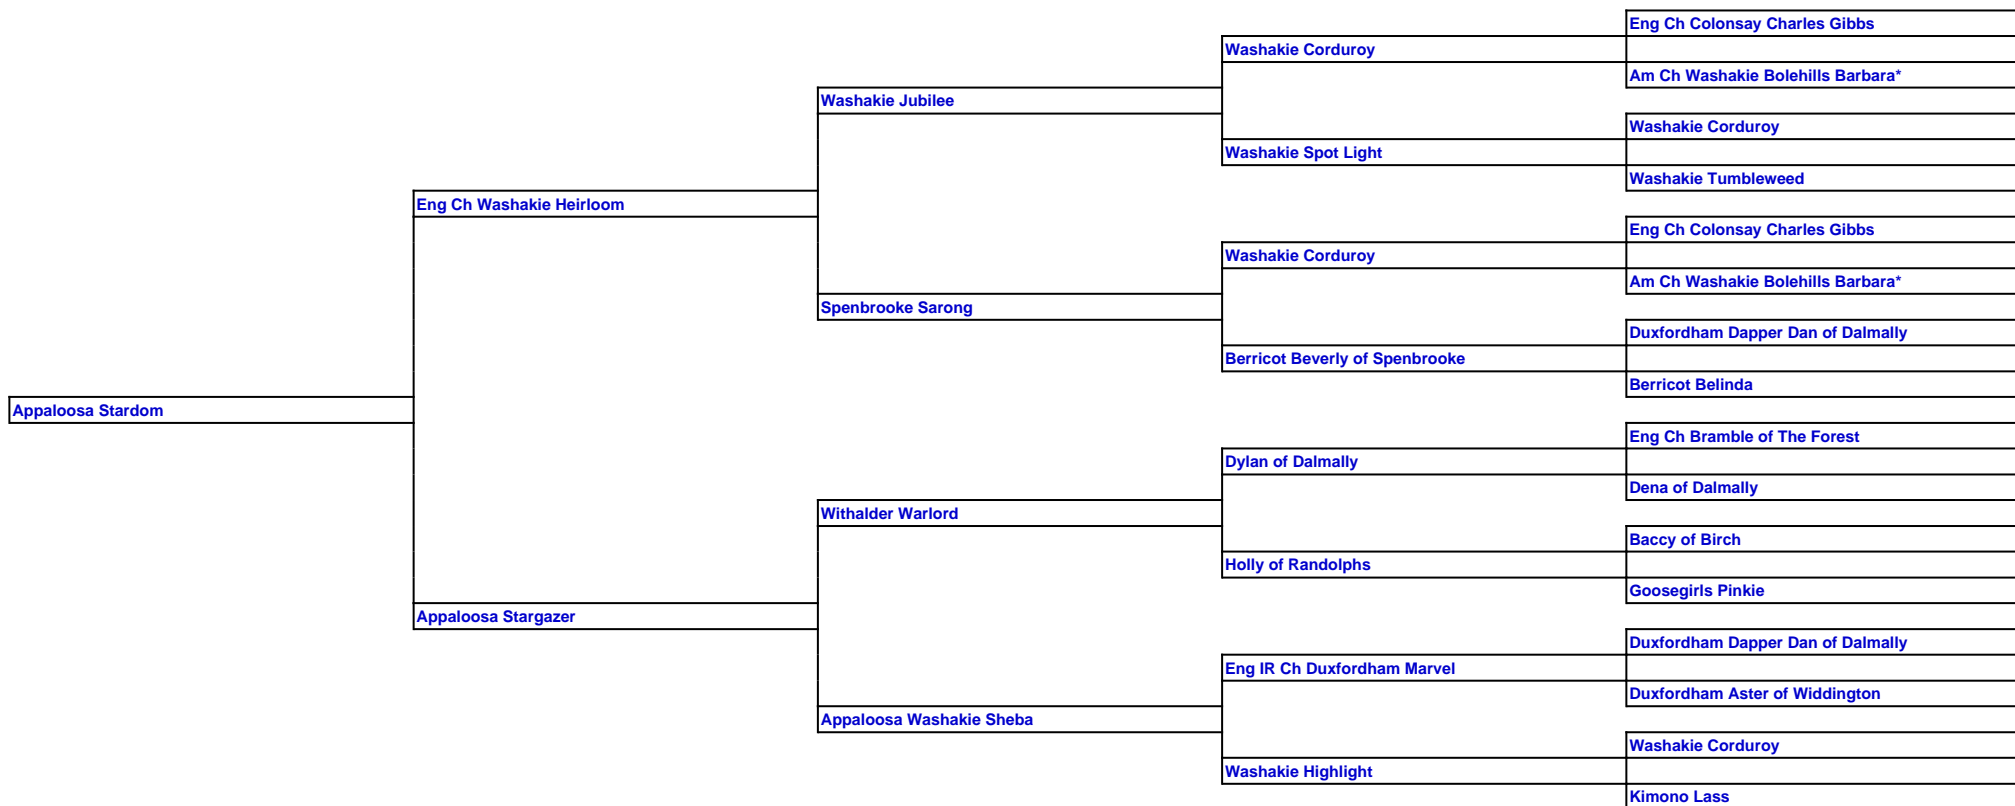 Eng Ch Colonsay Charles Gibbs
Washakie Corduroy
Am Ch Washakie Bolehills Barbara*
Washakie Jubilee
Washakie Corduroy
Washakie Spot Light
Washakie Tumbleweed
Eng Ch Washakie Heirloom
Eng Ch Colonsay Charles Gibbs
Washakie Corduroy
Am Ch Washakie Bolehills Barbara*
Spenbrooke Sarong
Duxfordham Dapper Dan of Dalmally
Berricot Beverly of Spenbrooke
Berricot Belinda
Appaloosa Stardom
Eng Ch Bramble of The Forest
Dylan of Dalmally
Dena of Dalmally
Withalder Warlord
Baccy of Birch
Holly of Randolphs
Goosegirls Pinkie
Appaloosa Stargazer
Duxfordham Dapper Dan of Dalmally
Eng IR Ch Duxfordham Marvel
Duxfordham Aster of Widdington
Appaloosa Washakie Sheba
Washakie Corduroy
Washakie Highlight
Kimono Lass